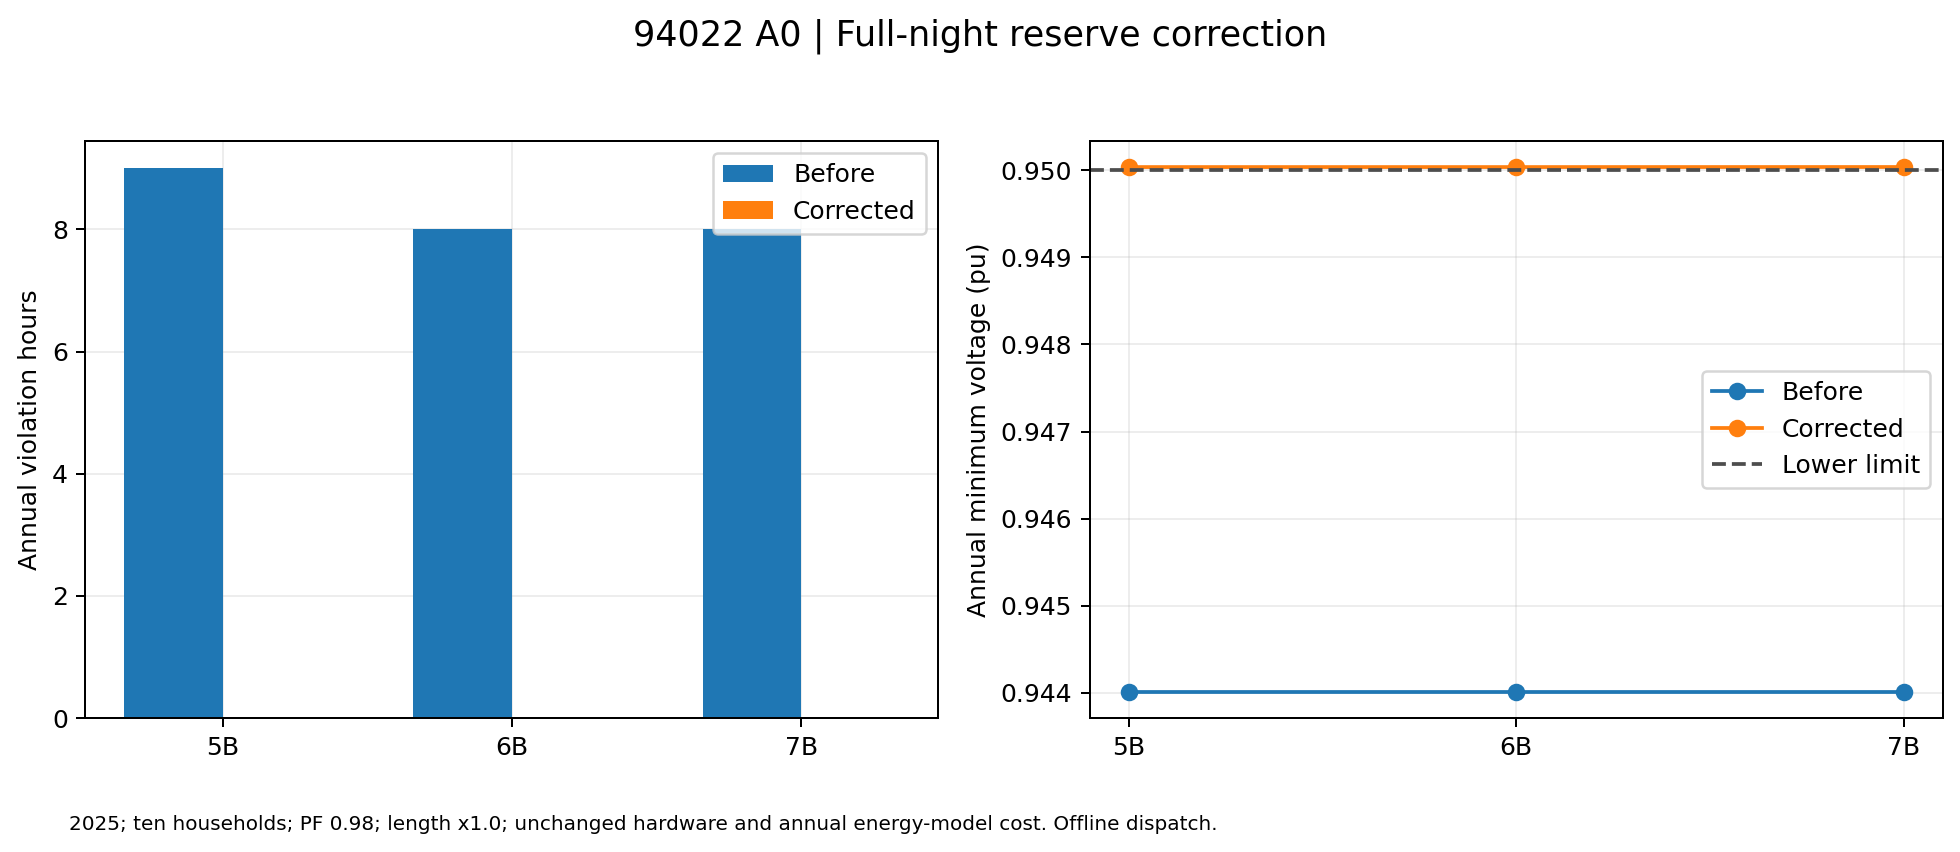 94022 A0 | Full-night reserve correction
Annual violation hours
8
6
4
2
0
5B
6B
7B
Before
Corrected
Annual minimum voltage (pu)
0.950
0.949
0.948
0.947
0.946
0.945
0.944
5B
6B
7B
Before
Corrected
Lower limit
2025; ten households; PF 0.98; length x1.0; unchanged hardware and annual energy-model cost. Offline dispatch.